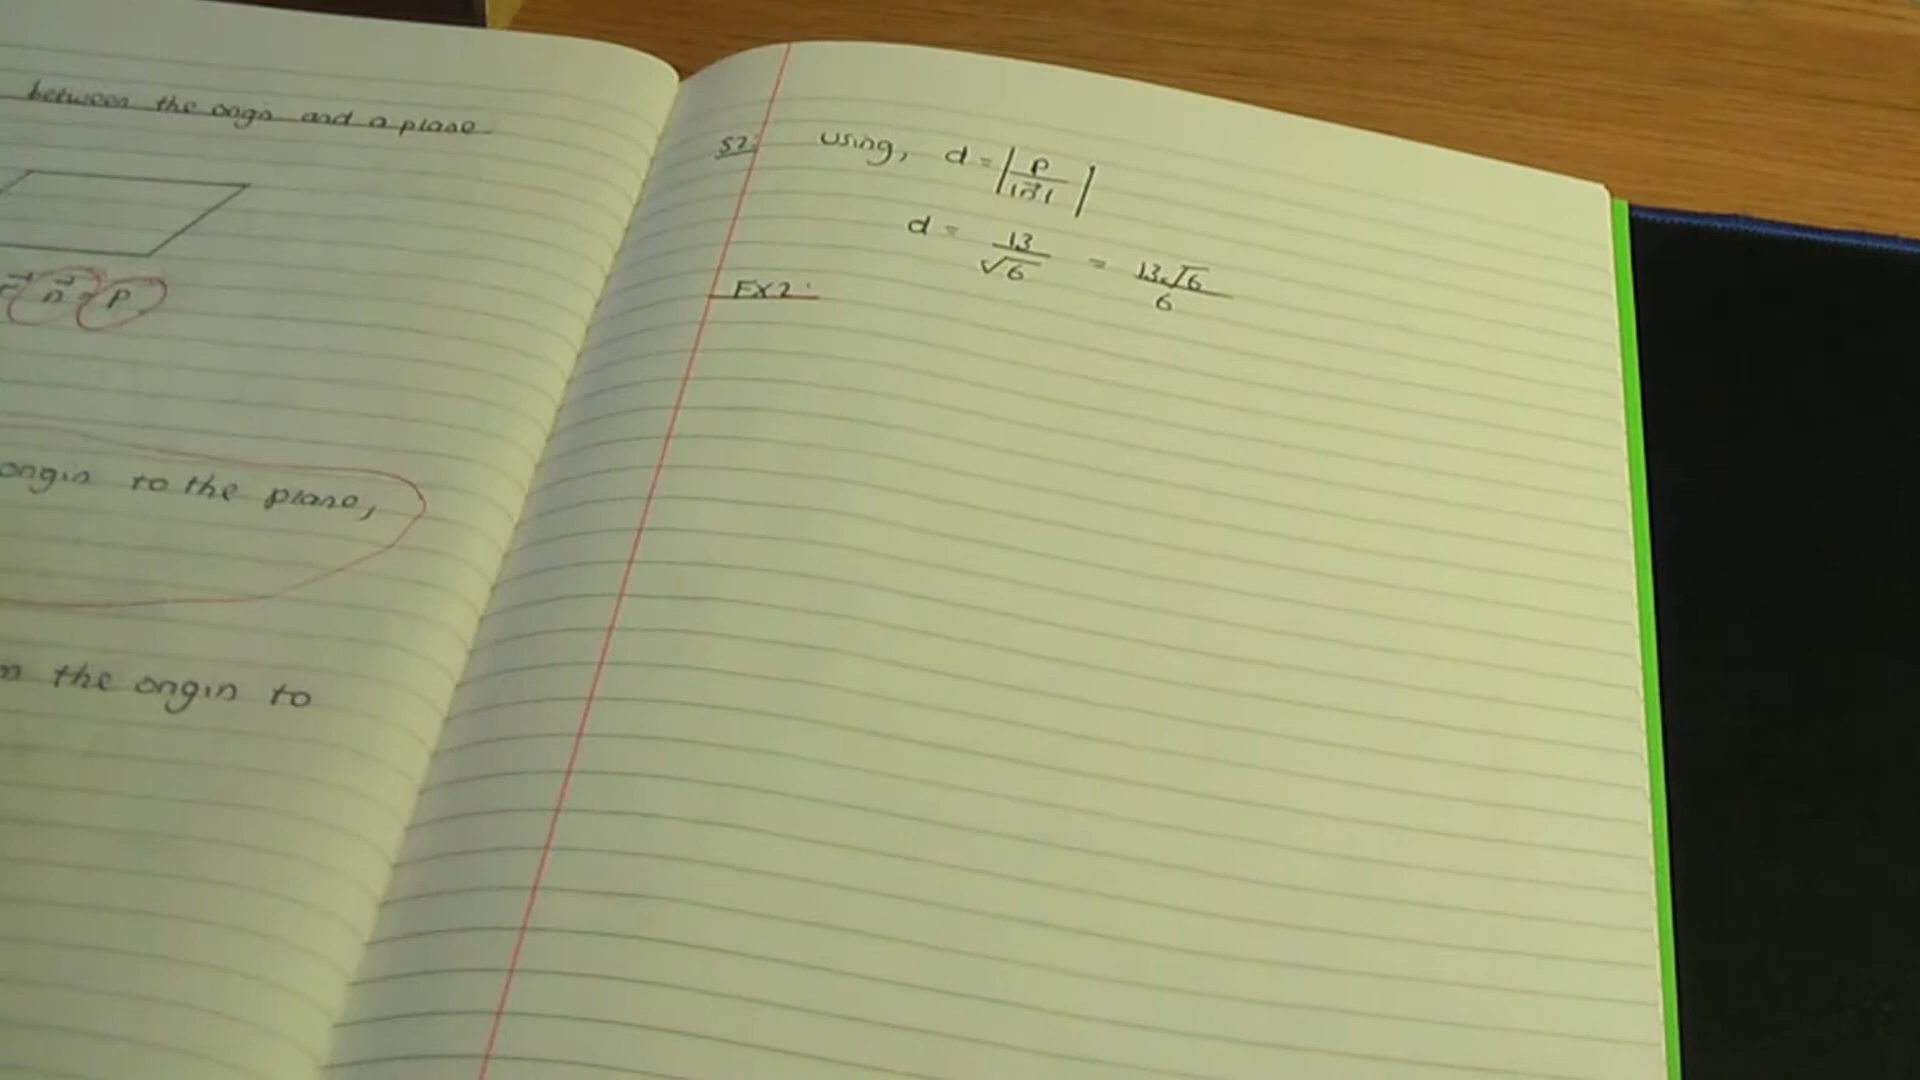 between the origin and a plane
r⃗ n⃗ = p
origin to the plane,
the origin to
S2: Using, d = |p/|n⃗||
d = 13/√6 = 13√6/6
EX2: